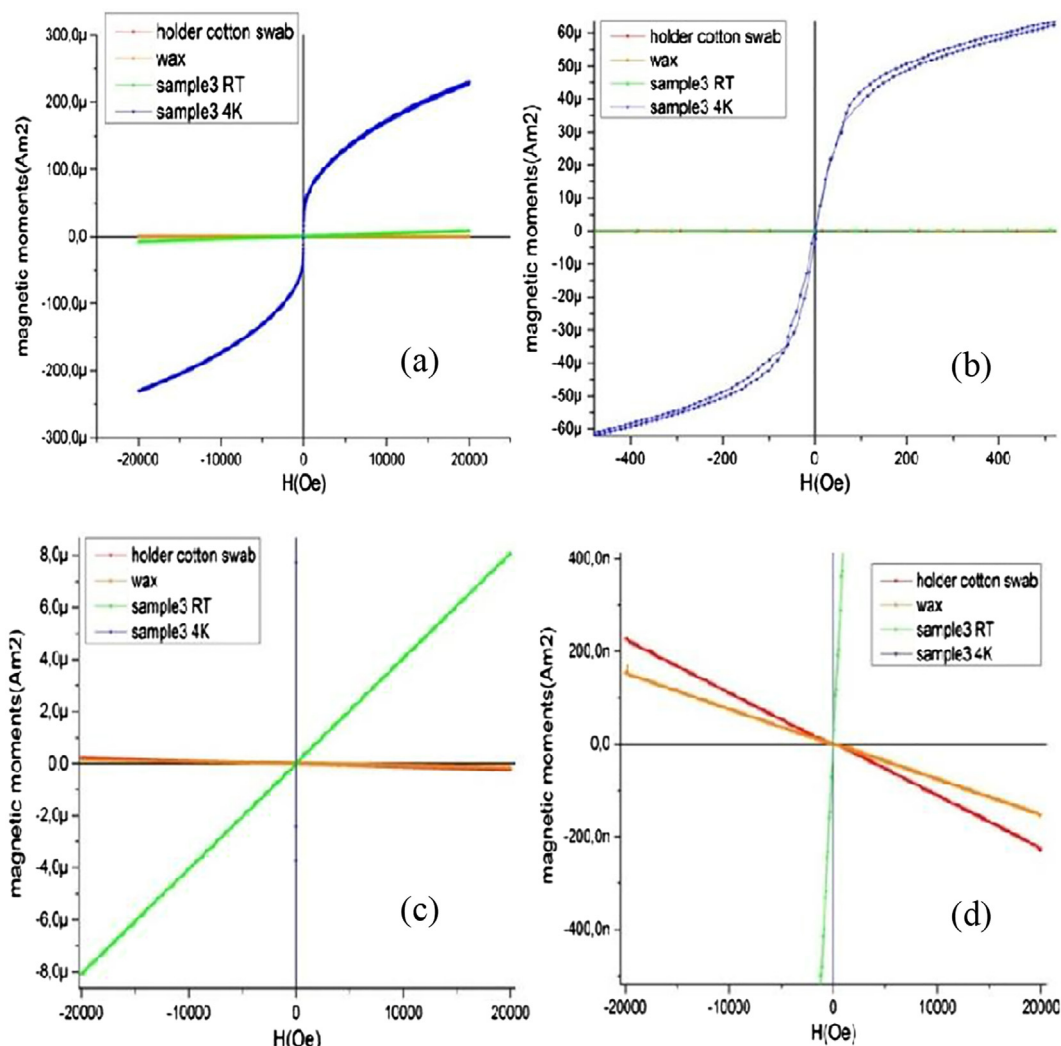 holder cotton swab
wax
sample3 RT
sample3 4K
300,0µ
200,0µ
100,0µ
0,0
-100,0µ
-200,0µ
-300,0µ
magnetic moments(Am2)
-20000 -10000 0 10000 20000
H(Oe)
(a)
holder cotton swab
wax
sample3 RT
sample3 4K
60µ
50µ
40µ
30µ
20µ
10µ
0
-10µ
-20µ
-30µ
-40µ
-50µ
-60µ
magnetic moments(Am2)
-400 -200 0 200 400
H(Oe)
(b)
holder cotton swab
wax
sample3 RT
sample3 4K
8,0µ
6,0µ
4,0µ
2,0µ
0,0
-2,0µ
-4,0µ
-6,0µ
-8,0µ
magnetic moments(Am2)
-20000 -10000 0 10000 20000
H(Oe)
(c)
holder cotton swab
wax
sample3 RT
sample3 4K
400,0n
200,0n
0,0
-200,0n
-400,0n
magnetic moments(Am2)
-20000 -10000 0 10000 20000
H(Oe)
(d)